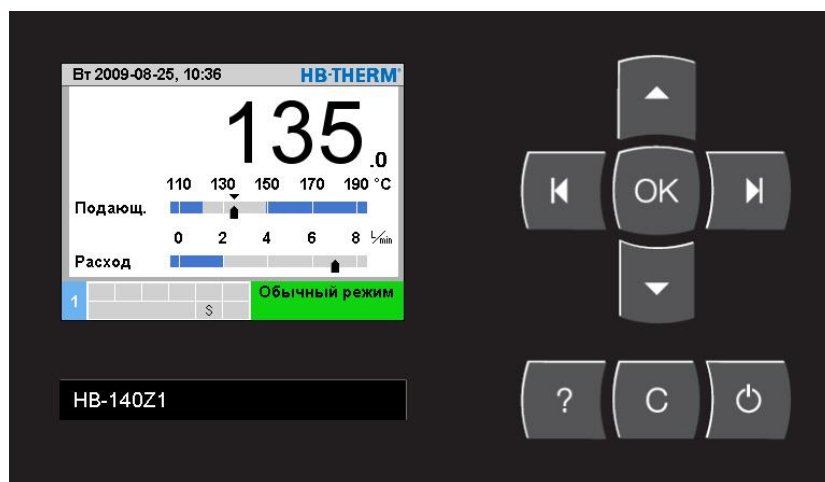 Вт 2009-08-25, 10:36 HB-THERM®
135.0
110 130 150 170 190 °C
Подающ.
0 2 4 6 8 L/min
Расход
1 S Обычный режим
HB-140Z1
OK
? C